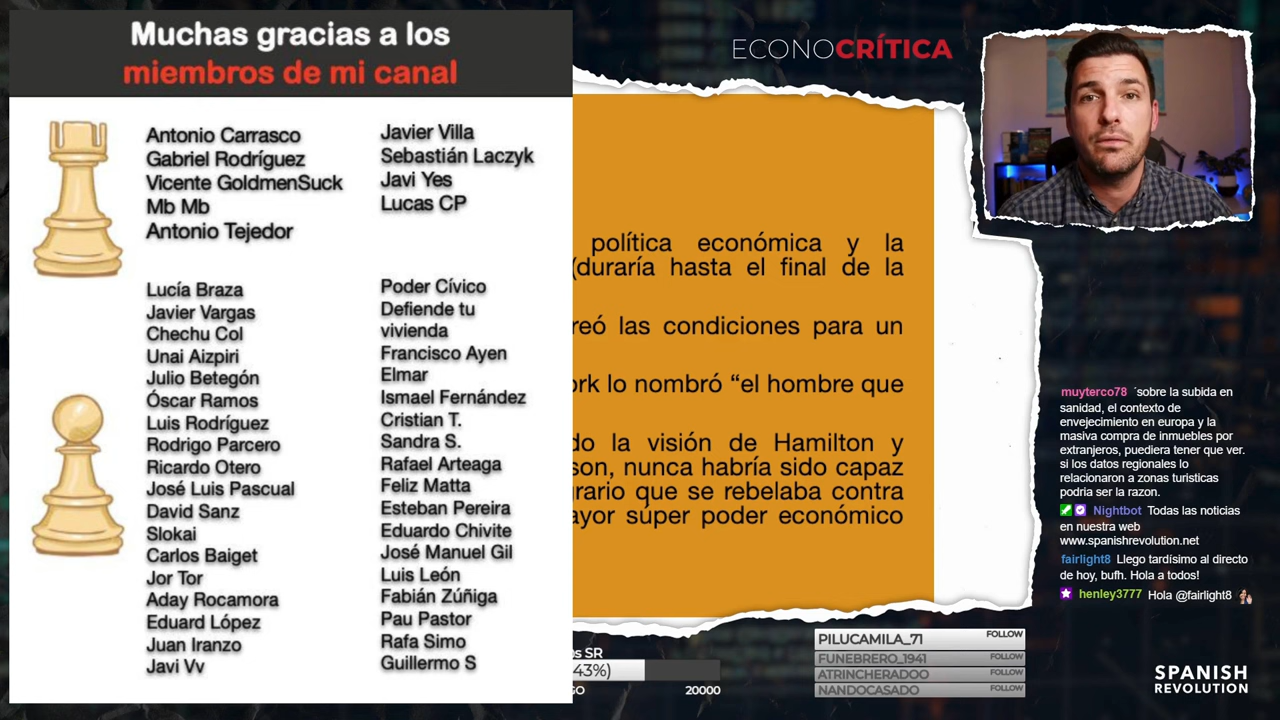 Muchas gracias a los
miembros de mi canal
Antonio Carrasco
Gabriel Rodríguez
Vicente GoldmenSuck
Mb Mb
Antonio Tejedor
Javier Villa
Sebastián Laczyk
Javi Yes
Lucas CP
Lucía Braza
Javier Vargas
Chechu Col
Unai Aizpiri
Julio Betegón
Óscar Ramos
Luis Rodríguez
Rodrigo Parcero
Ricardo Otero
José Luis Pascual
David Sanz
Slokai
Carlos Baiget
Jor Tor
Aday Rocamora
Eduard López
Juan Iranzo
Javi Vv
Poder Cívico
Defiende tu
vivienda
Francisco Ayen
Elmar
Ismael Fernández
Cristian T.
Sandra S.
Rafael Arteaga
Feliz Matta
Esteban Pereira
Eduardo Chivite
José Manuel Gil
Luis León
Fabián Zúñiga
Pau Pastor
Rafa Simo
Guillermo S
ECONOCRÍTICA
política económica y la
(duraría hasta el final de la
reó las condiciones para un
rk lo nombró “el hombre que
do la visión de Hamilton y
son, nunca habría sido capaz
rario que se rebelaba contra
ayor súper poder económico
muyterco78 ´sobre la subida en
sanidad, el contexto de
envejecimiento en europa y la
masiva compra de inmuebles por
extranjeros, puediera tener que ver.
si los datos regionales lo
relacionaron a zonas turisticas
podria ser la razon.
Nightbot Todas las noticias
en nuestra web
www.spanishrevolution.net
fairlight8 Llego tardísimo al directo
de hoy, bufh. Hola a todos!
henley3777 Hola @fairlight8
SR
43%)
GO 20000
PILUCAMILA_71 FOLLOW
FUNEBRERO_1941 FOLLOW
ATRINCHERADOO FOLLOW
NANDOCASADO FOLLOW
SPANISH
REVOLUTION